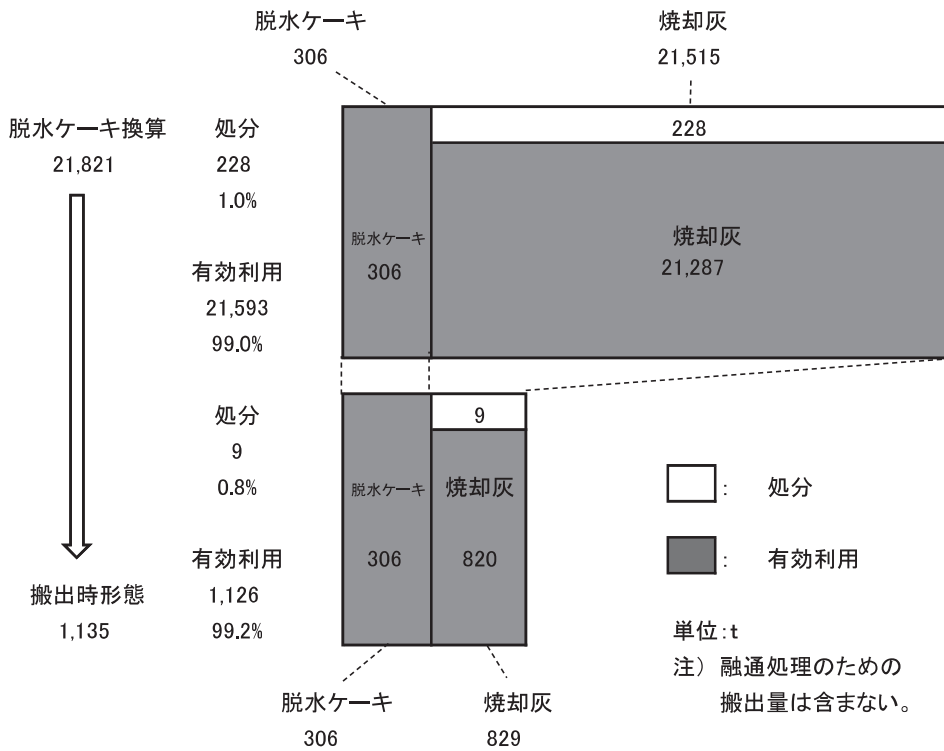 脱水ケーキ
306
焼却灰
21,515
脱水ケーキ換算
21,821
処分
228
1.0%
有効利用
21,593
99.0%
228
脱水ケーキ
306
焼却灰
21,287
処分
9
0.8%
有効利用
1,126
99.2%
搬出時形態
1,135
9
脱水ケーキ
306
焼却灰
820
脱水ケーキ
306
焼却灰
829
: 処分
: 有効利用
単位:t
注) 融通処理のための
搬出量は含まない。